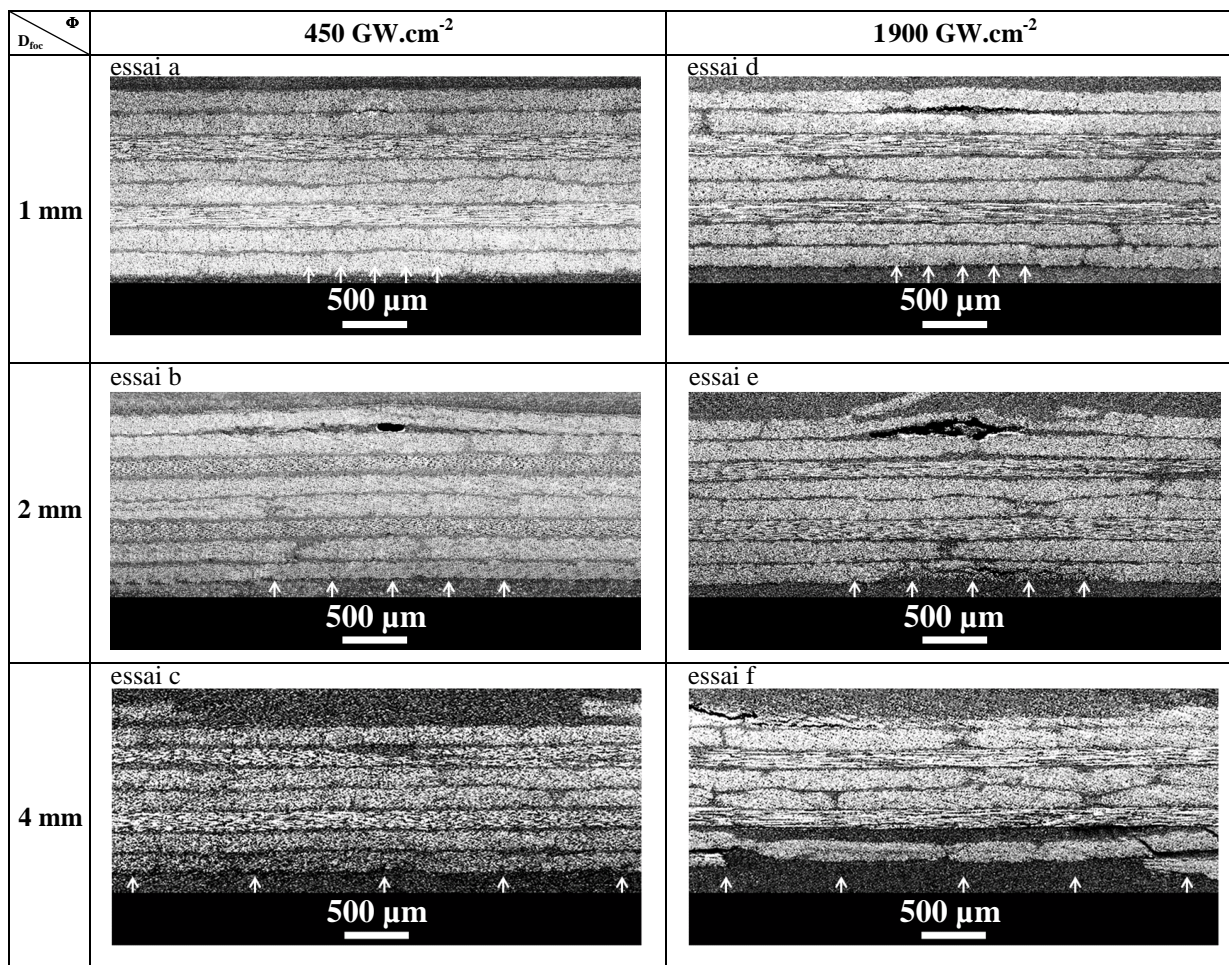 Φ
D_foc
450 GW.cm⁻²
1900 GW.cm⁻²
1 mm
essai a
500 µm
essai d
500 µm
2 mm
essai b
500 µm
essai e
500 µm
4 mm
essai c
500 µm
essai f
500 µm